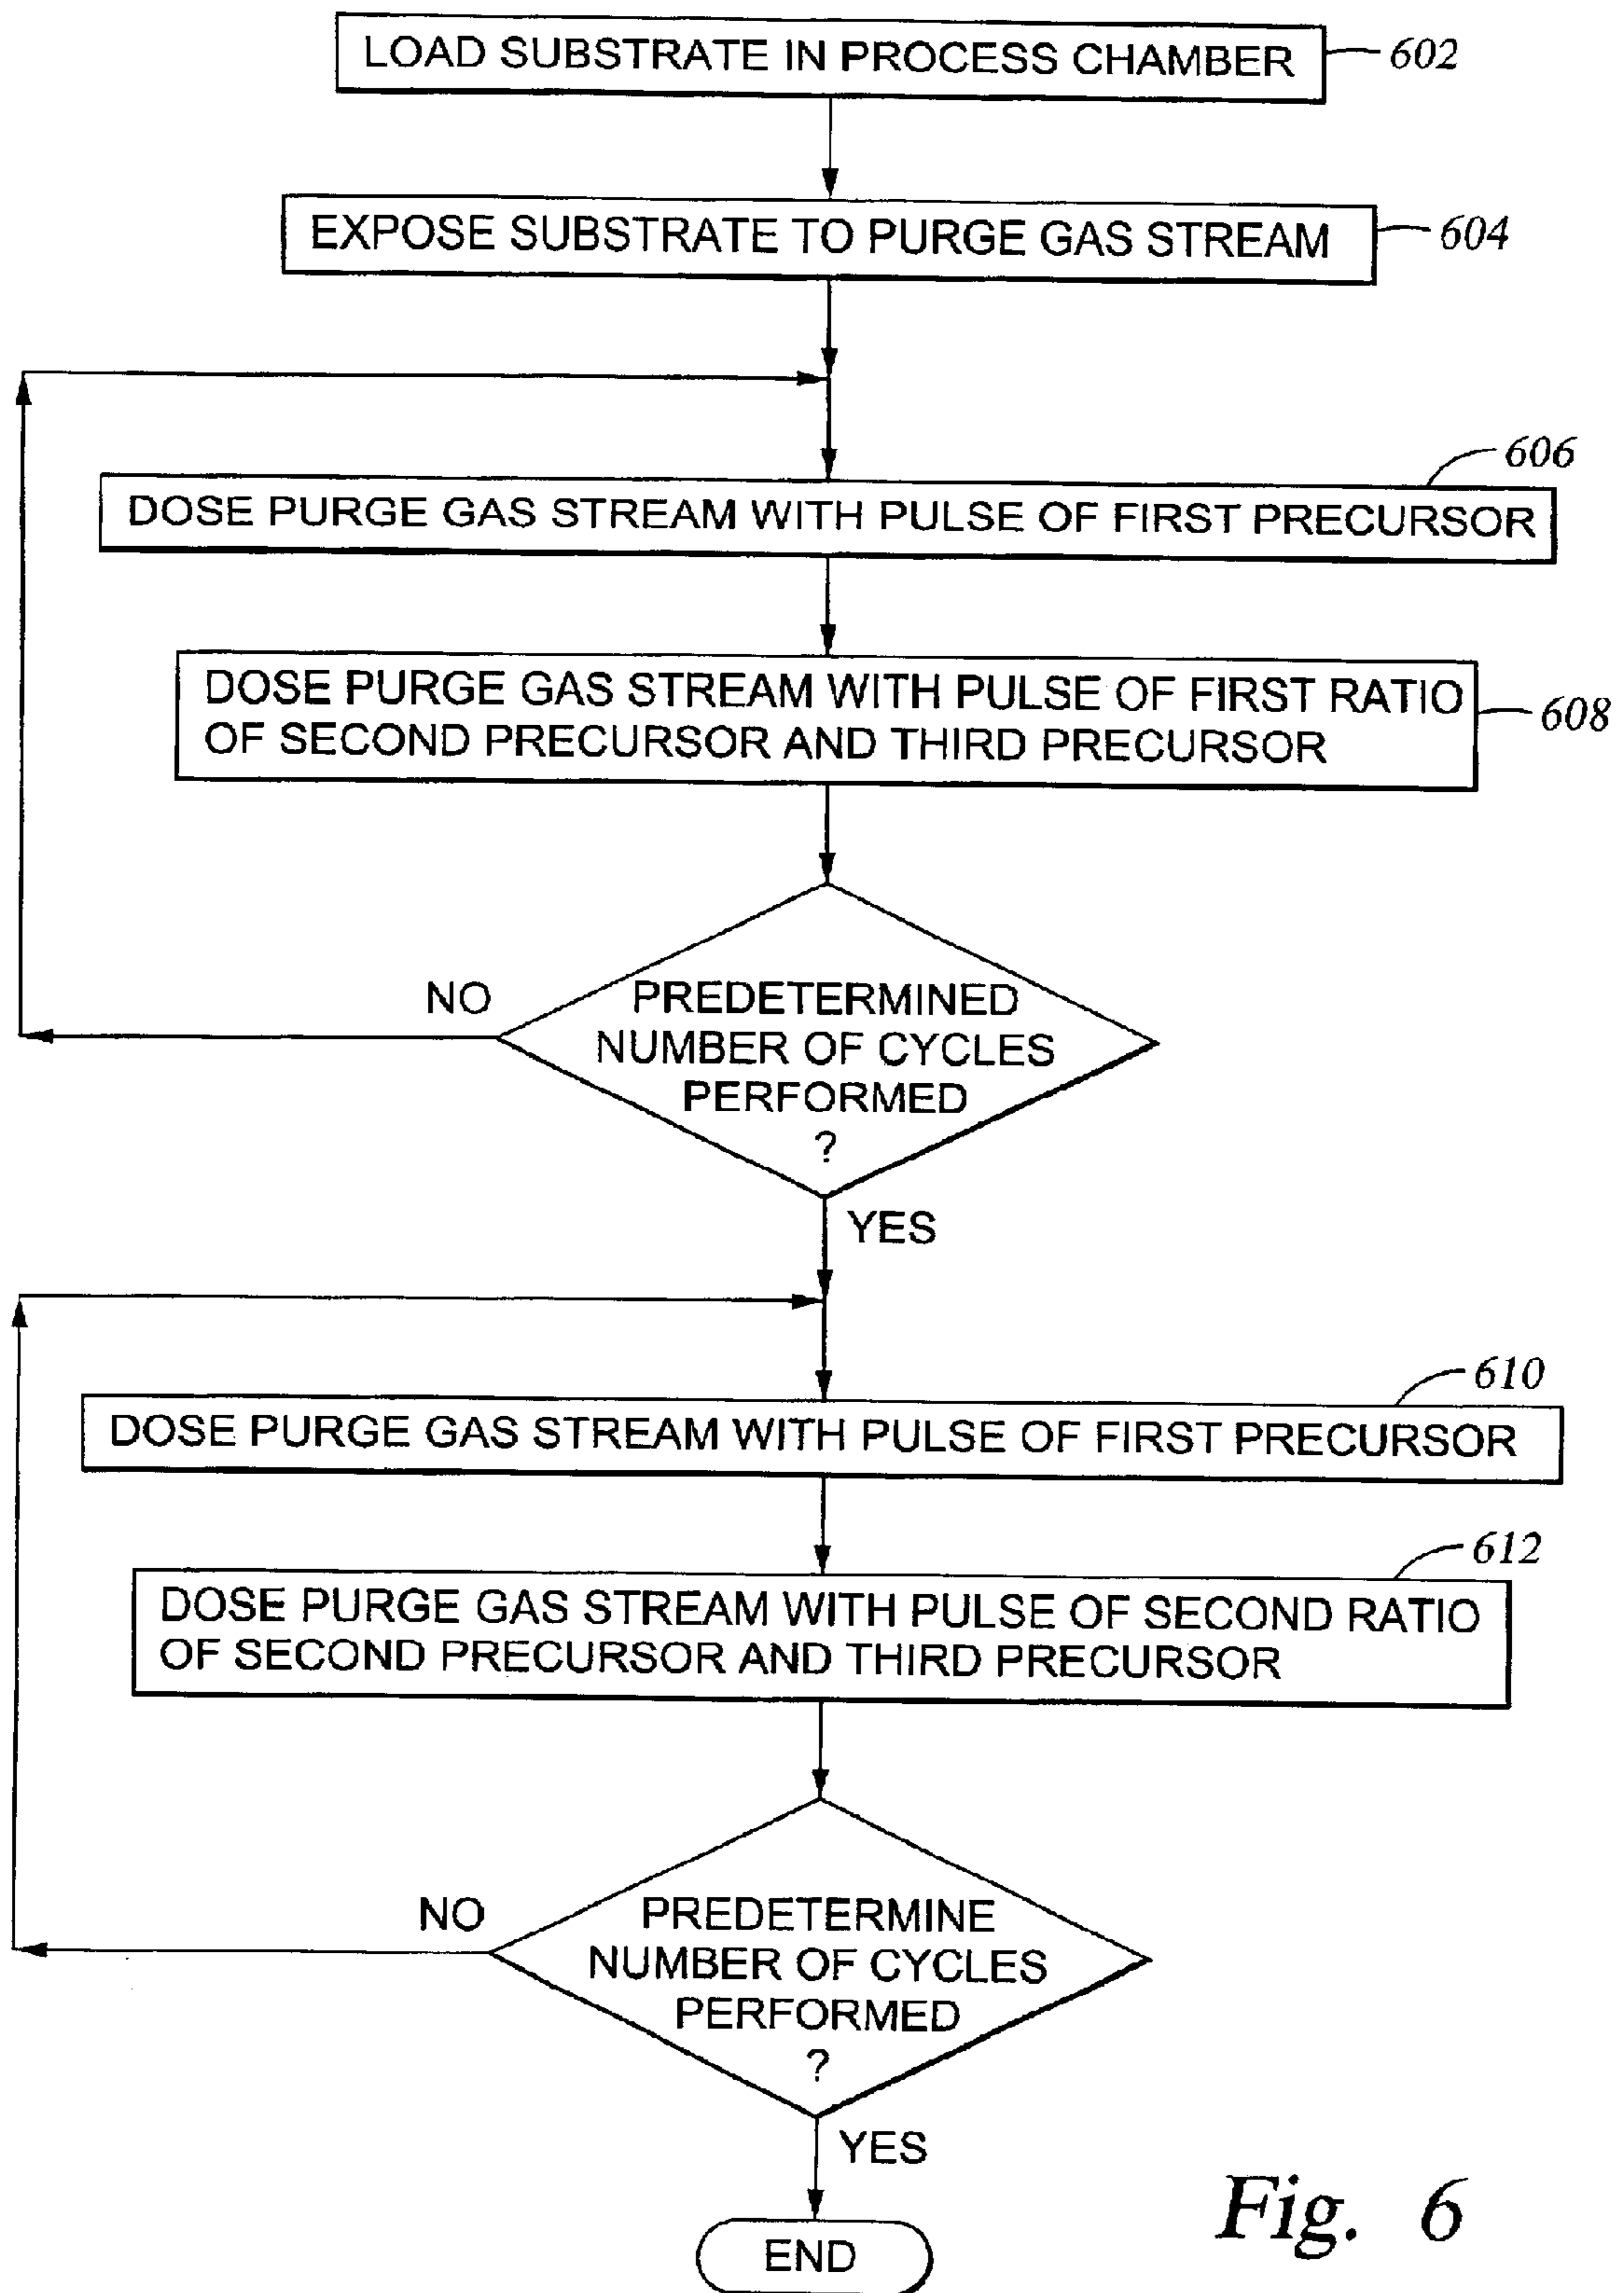 LOAD SUBSTRATE IN PROCESS CHAMBER
602
EXPOSE SUBSTRATE TO PURGE GAS STREAM
604
606
DOSE PURGE GAS STREAM WITH PULSE OF FIRST PRECURSOR
DOSE PURGE GAS STREAM WITH PULSE OF FIRST RATIO
OF SECOND PRECURSOR AND THIRD PRECURSOR
608
NO
PREDETERMINED
NUMBER OF CYCLES
PERFORMED
?
YES
610
DOSE PURGE GAS STREAM WITH PULSE OF FIRST PRECURSOR
612
DOSE PURGE GAS STREAM WITH PULSE OF SECOND RATIO
OF SECOND PRECURSOR AND THIRD PRECURSOR
NO
PREDETERMINE
NUMBER OF CYCLES
PERFORMED
?
YES
END
Fig. 6